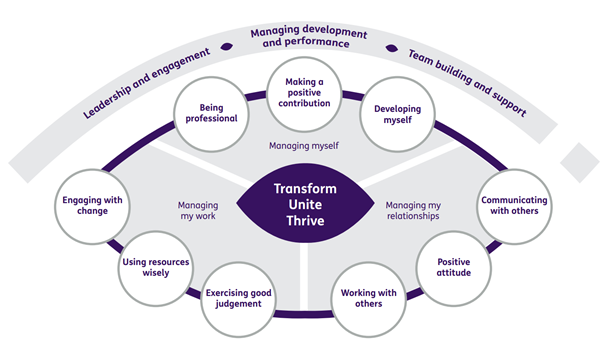 Leadership and engagement
Managing development
and performance
Team building and support
Being
professional
Making a
positive
contribution
Developing
myself
Managing myself
Engaging with
change
Managing
my work
Transform
Unite
Thrive
Managing my
relationships
Communicating
with others
Using resources
wisely
Positive
attitude
Exercising good
judgement
Working with
others